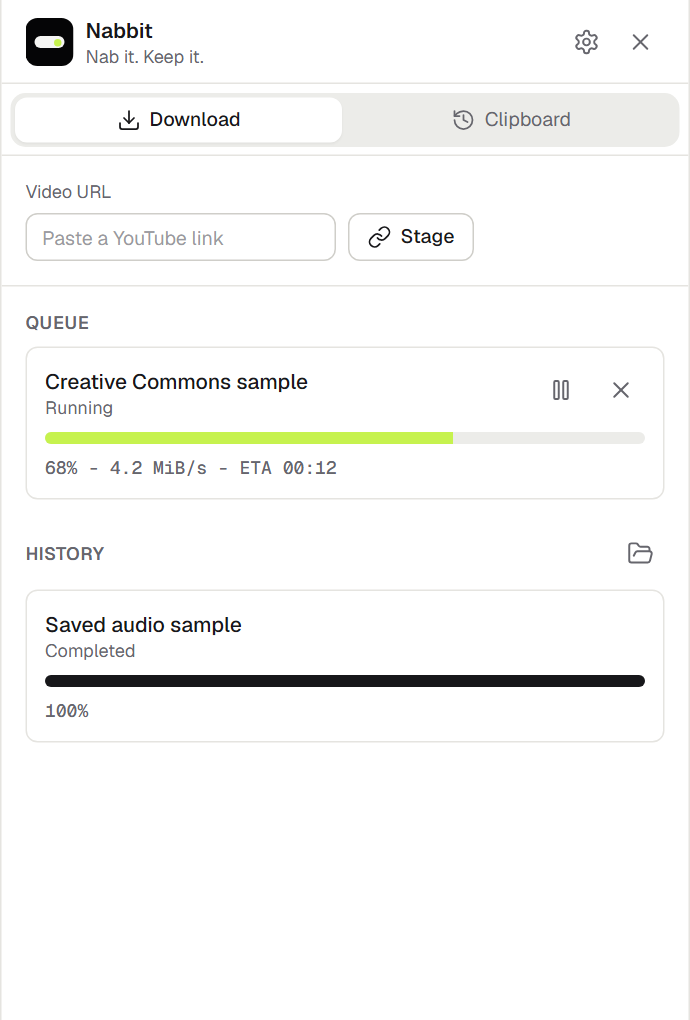 Nabbit
Nab it. Keep it.
Download
Clipboard
Video URL
Paste a YouTube link
Stage
QUEUE
Creative Commons sample
Running
68% - 4.2 MiB/s - ETA 00:12
HISTORY
Saved audio sample
Completed
100%